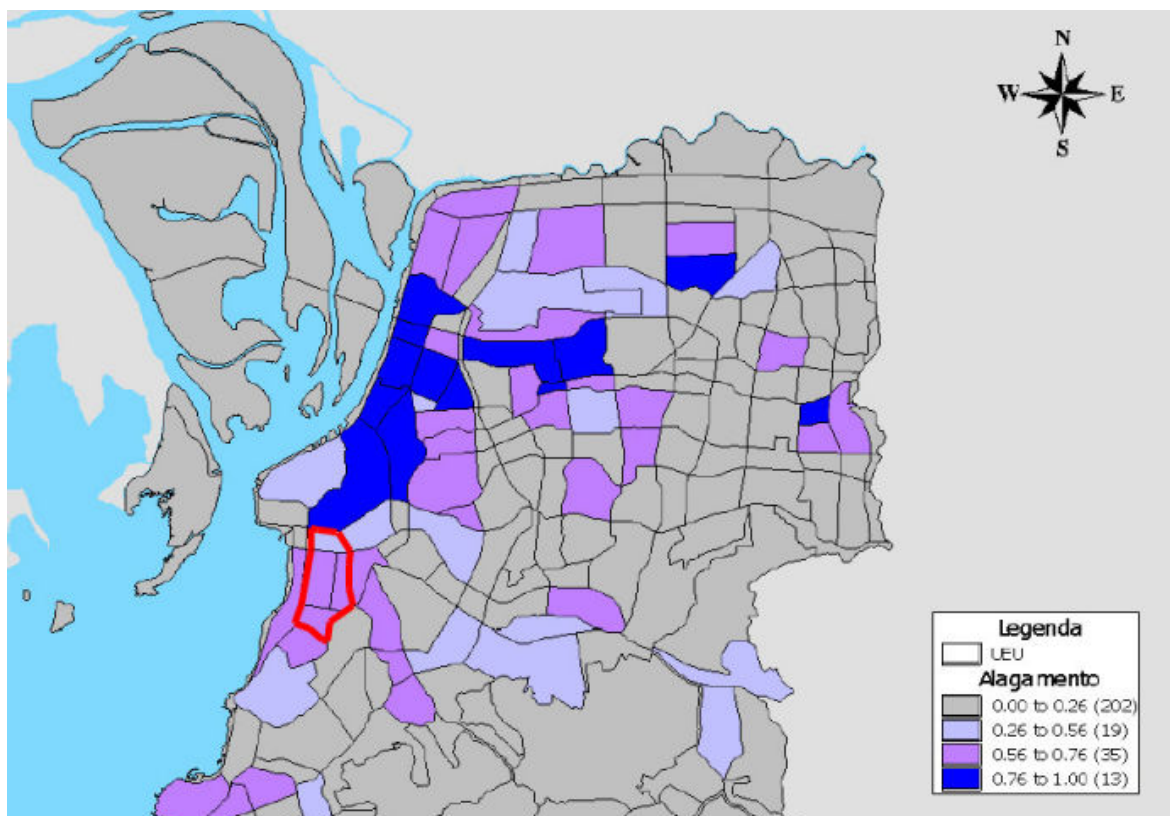 N
W E
S
Legenda
UEU
Alagamento
0.00 to 0.26 (202)
0.26 to 0.56 (19)
0.56 to 0.76 (35)
0.76 to 1.00 (13)